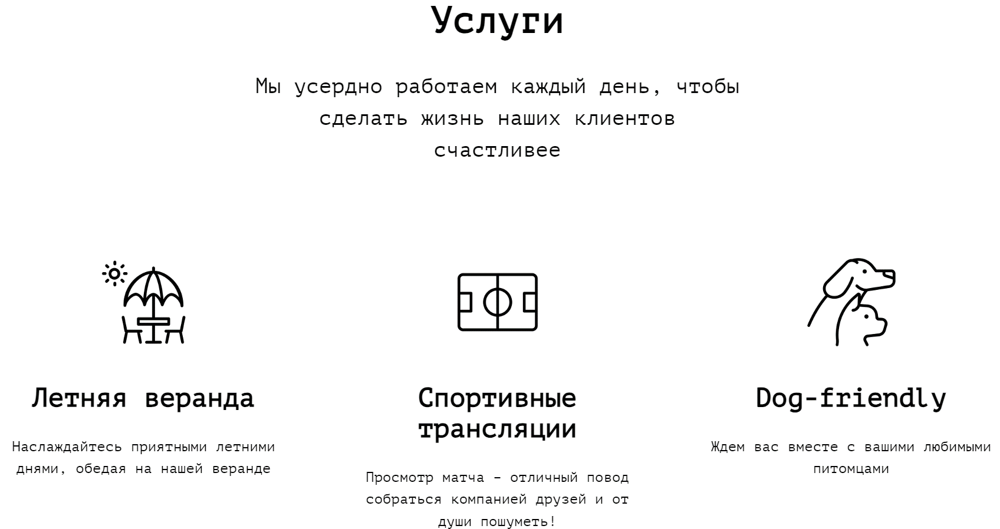 Услуги
Мы усердно работаем каждый день, чтобы
сделать жизнь наших клиентов
счастливее
Летняя веранда
Наслаждайтесь приятными летними
днями, обедая на нашей веранде
Спортивные
трансляции
Просмотр матча – отличный повод
собраться компанией друзей и от
души пошуметь!
Dog-friendly
Ждем вас вместе с вашими любимыми
питомцами